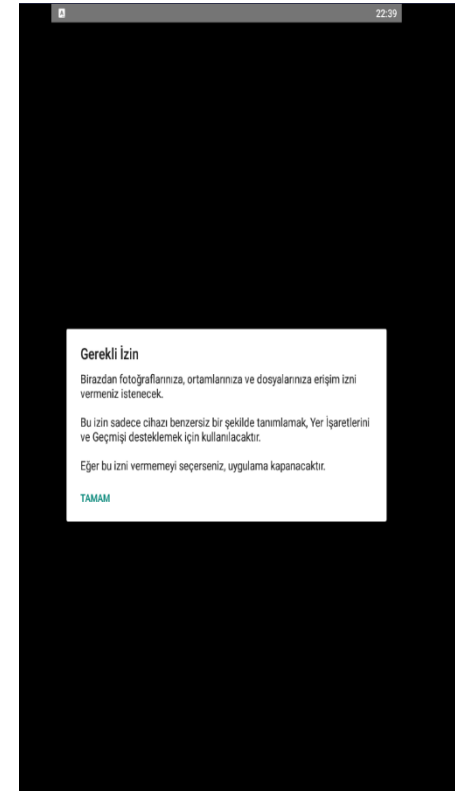 22:39
Gerekli İzin
Birazdan fotoğraflarınıza, ortamlarınıza ve dosyalarınıza erişim izni
vermeniz istenecek.
Bu izin sadece cihazı benzersiz bir şekilde tanımlamak, Yer İşaretlerini
ve Geçmişi desteklemek için kullanılacaktır.
Eğer bu izni vermemeyi seçerseniz, uygulama kapanacaktır.
TAMAM